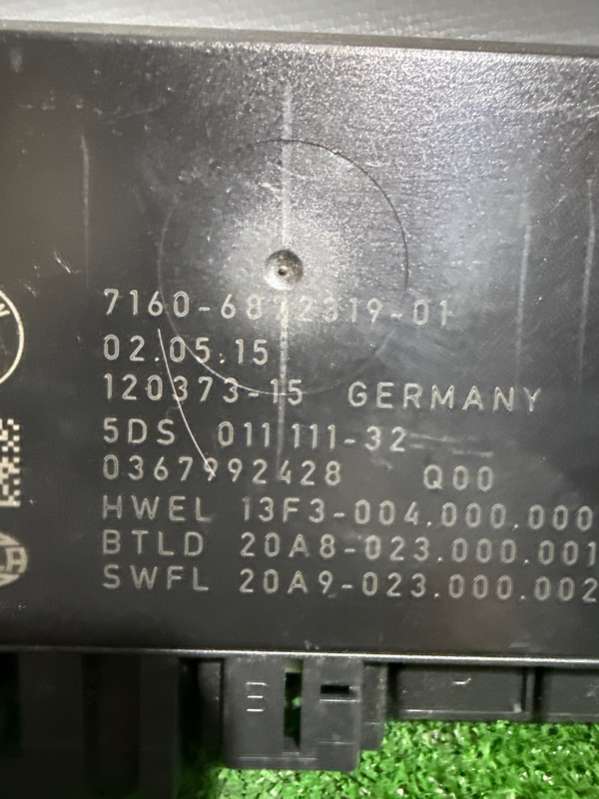 7160-6872319-01
02.05.15
120373-15 GERMANY
5DS 011 111-32
0367992428 Q00
HWEL 13F3-004.000.000
BTLD 20A8-023.000.001
SWFL 20A9-023.000.002